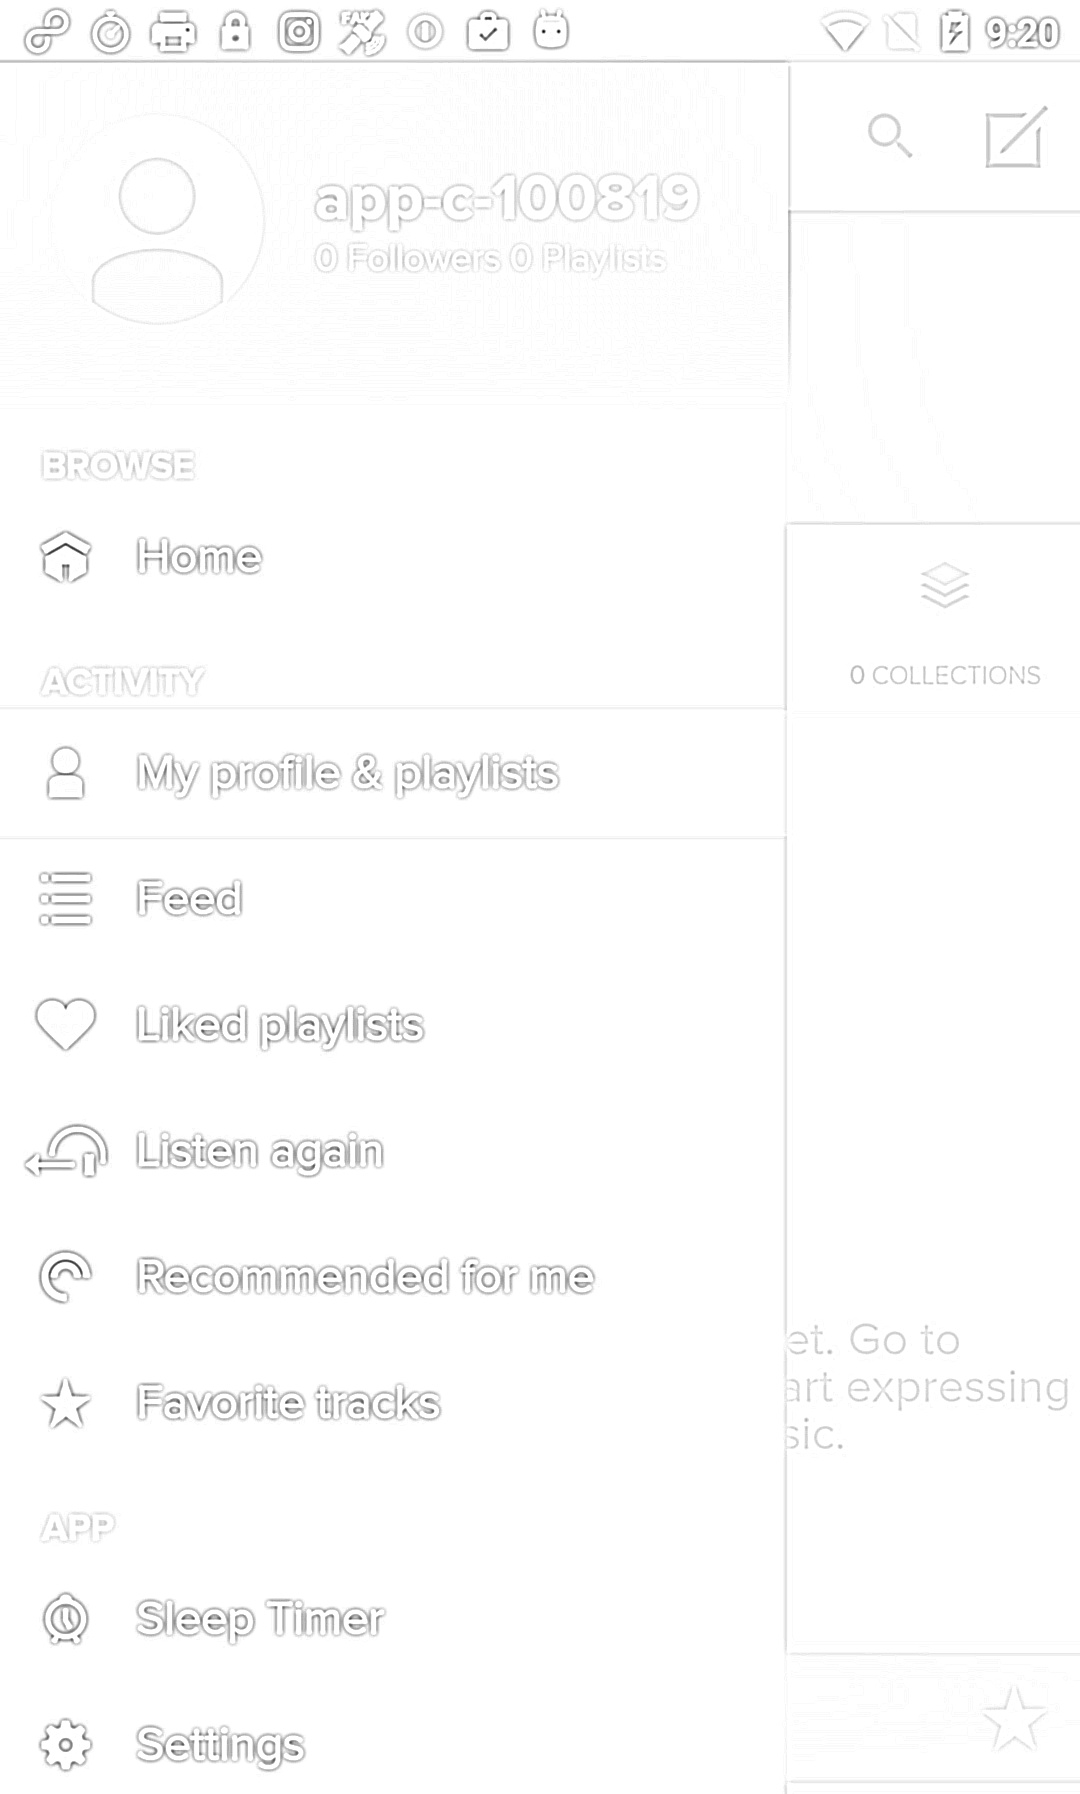 9:20
app-c-100819
0 Followers 0 Playlists
BROWSE
Home
ACTIVITY
0 COLLECTIONS
My profile & playlists
Feed
Liked playlists
Listen again
Recommended for me
et. Go to
art expressing
sic.
Favorite tracks
APP
Sleep Timer
Settings